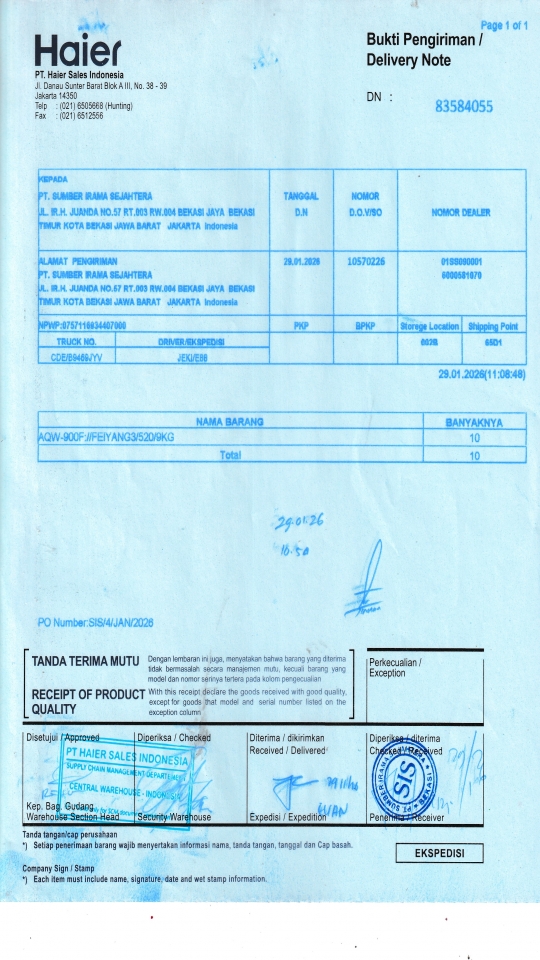 Page 1 of 1
Haier
Bukti Pengiriman /
Delivery Note
PT. Haier Sales Indonesia
Jl. Danau Sunter Barat Blok A III, No. 38 - 39
Jakarta 14350
Telp : (021) 6505668 (Hunting)
Fax : (021) 6512556
DN : 83584055
KEPADA
PT. SUMBER IRAMA SEJAHTERA
JL. IR.H. JUANDA NO.57 RT.003 RW.004 BEKASI JAYA BEKASI
TIMUR KOTA BEKASI JAWA BARAT JAKARTA Indonesia
TANGGAL
D.N
NOMOR
D.O.V/SO
NOMOR DEALER
ALAMAT PENGIRIMAN
PT. SUMBER IRAMA SEJAHTERA
JL. IR.H. JUANDA NO.57 RT.003 RW.004 BEKASI JAYA BEKASI
TIMUR KOTA BEKASI JAWA BARAT JAKARTA Indonesia
29.01.2026
10570226
PKP
BPKP
Storege Location
Shipping Point
TRUCK NO.
DRIVER/EKSPEDISI
002B
65D1
29.01.2026(11:08:48)
NAMA BARANG
BANYAKNYA
AQW-900F://FEIYANG3/520/9KG
10
Total
10
29.01.26
16.50
PO Number:SIS/4/JAN/2026
TANDA TERIMA MUTU
Dengan lembaran ini juga, menyatakan bahwa barang yang diterima
tidak bermasalah secara manajemen mutu, kecuali barang yang
model dan nomor serinya tertera pada kolom pengecualian
RECEIPT OF PRODUCT
QUALITY
With this receipt declare the goods received with good quality,
except for goods that model and serial number listed on the
exception column
Perkecualian /
Exception
Disetujui / Approved
Diperiksa / Checked
Diterima / dikirimkan
Received / Delivered
Diperiksa / diterima
Checked / Received
PT HAIER SALES INDONESIA
SUPPLY CHAIN MANAGEMENT DEPARTEMEN
CENTRAL WAREHOUSE - INDONESIA
SIS
BEKASI
Kep. Bag. Gudang
Warehouse Section Head
Security Warehouse
Expedisi / Expedition
Penerima / Receiver
Tanda tangan/cap perusahaan
*) Setiap penerimaan barang wajib menyertakan informasi nama, tanda tangan, tanggal dan Cap basah.
EKSPEDISI
Company Sign / Stamp
*) Each item must include name, signature, date and wet stamp information.